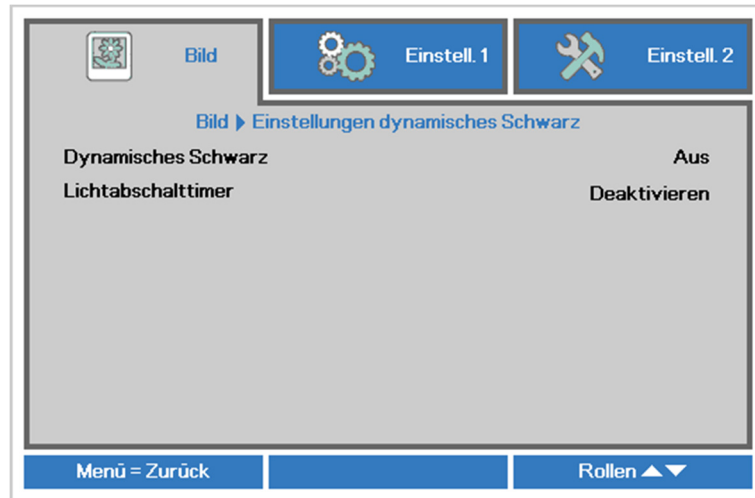 Bild
Einstell. 1
Einstell. 2
Bild ▶ Einstellungen dynamisches Schwarz
Dynamisches Schwarz Aus
Lichtabschalttimer Deaktivieren
Menü = Zurück
Rollen ▲▼